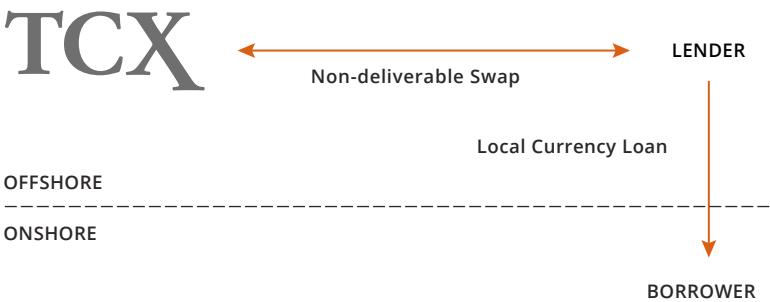 TCX
LENDER
Non-deliverable Swap
Local Currency Loan
OFFSHORE
ONSHORE
BORROWER